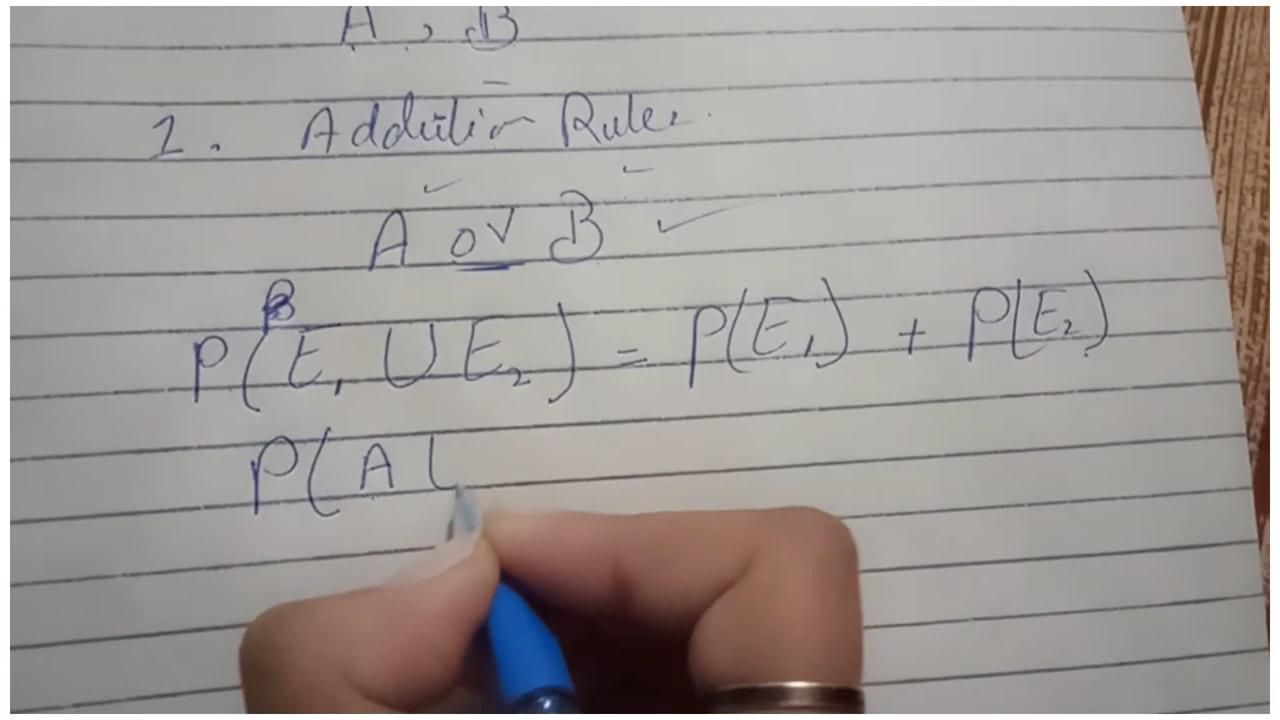 A , B
1. Addition Rule.
A or B
B
P(E₁ U E₂) = P(E₁) + P(E₂)
P( A (